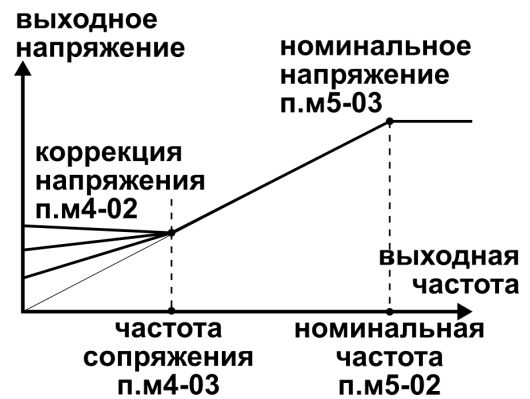 выходное
напряжение
номинальное
напряжение
п.м5-03
коррекция
напряжения
п.м4-02
выходная
частота
частота
сопряжения
п.м4-03
номинальная
частота
п.м5-02